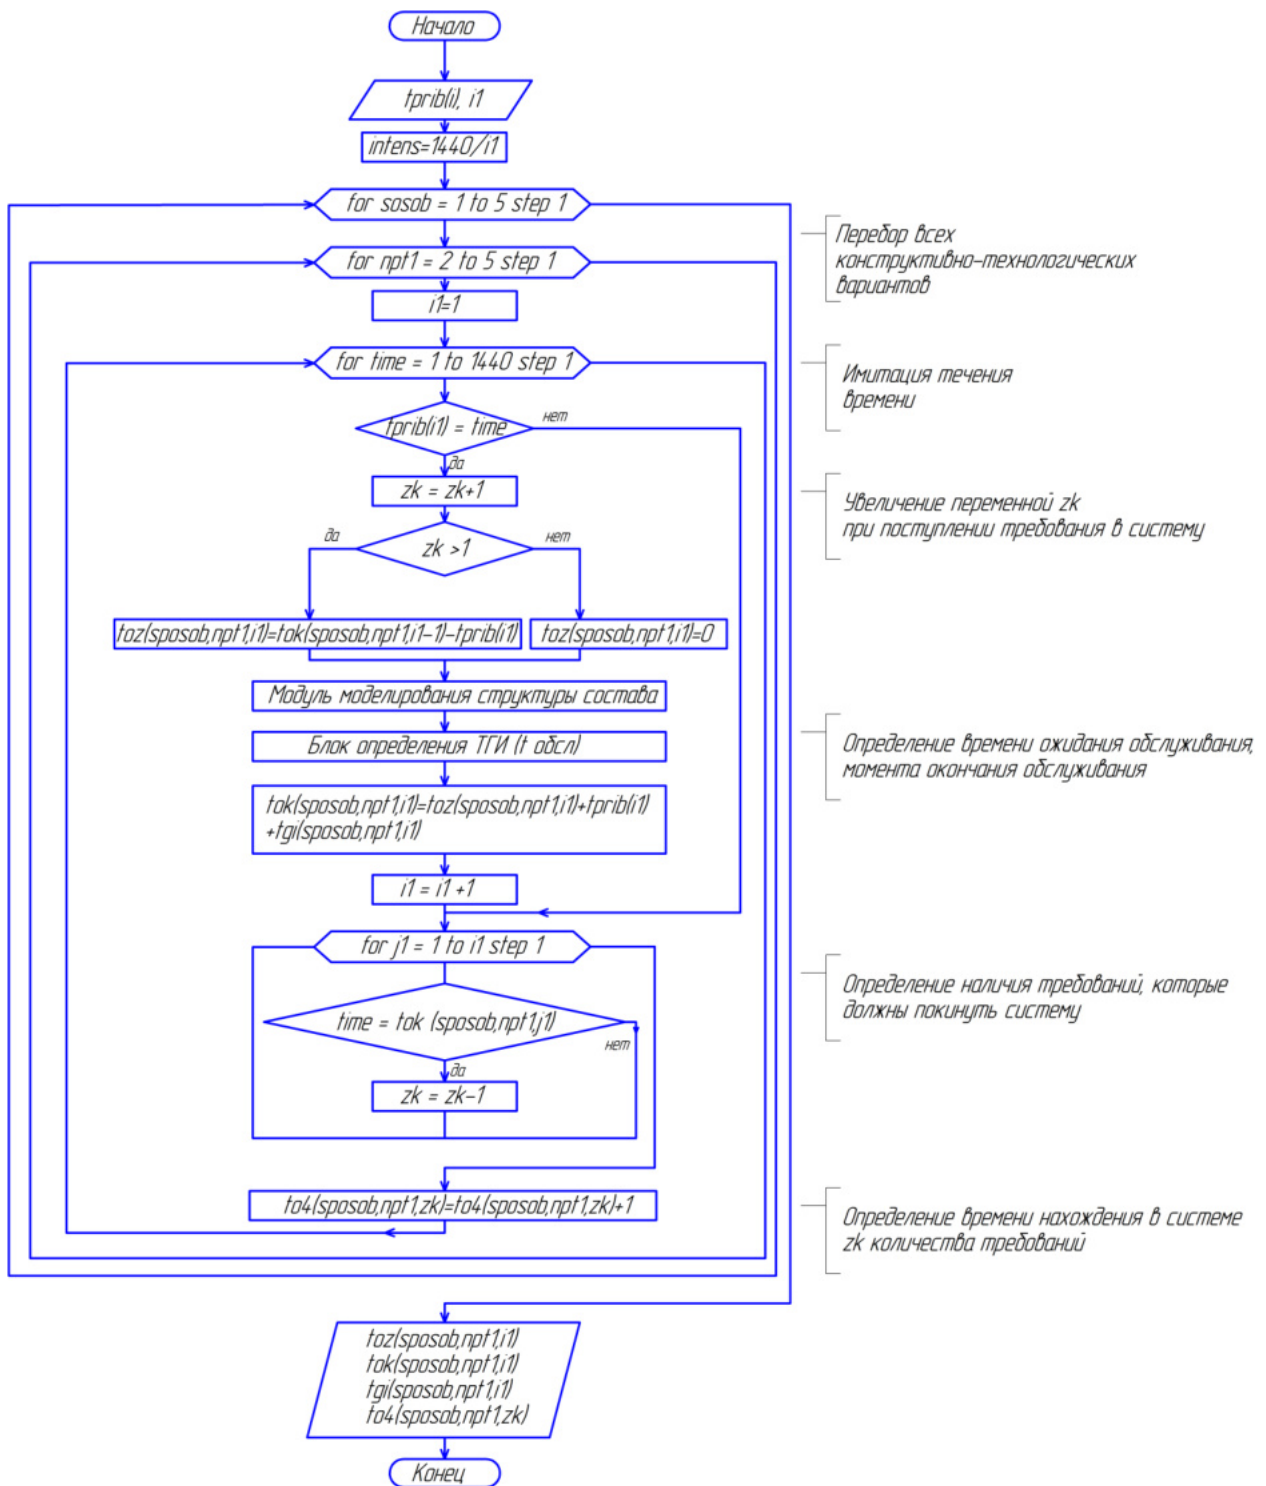 Начало
tprib(i), i1
intens=1440/i1
for sosob = 1 to 5 step 1
Перебор всех
конструктивно-технологических
вариантов
for npt1 = 2 to 5 step 1
i1=1
for time = 1 to 1440 step 1
Имитация течения
времени
tprib(i1) = time
нет
да
zk = zk+1
Увеличение переменной zk
при поступлении требования в систему
да
zk >1
нет
toz(sposob,npt1,i1)=tok(sposob,npt1,i1-1)-tprib(i1)
toz(sposob,npt1,i1)=0
Модуль моделирования структуры состава
Блок определения ТГИ (t обсл)
Определение времени ожидания обслуживания,
момента окончания обслуживания
tok(sposob,npt1,i1)=toz(sposob,npt1,i1)+tprib(i1)
+tgi(sposob,npt1,i1)
i1 = i1 +1
for j1 = 1 to i1 step 1
Определение наличия требований, которые
должны покинуть систему
time = tok (sposob,npt1,j1)
нет
да
zk = zk-1
to4(sposob,npt1,zk)=to4(sposob,npt1,zk)+1
Определение времени нахождения в системе
zk количества требований
toz(sposob,npt1,i1)
tok(sposob,npt1,i1)
tgi(sposob,npt1,i1)
to4(sposob,npt1,zk)
Конец